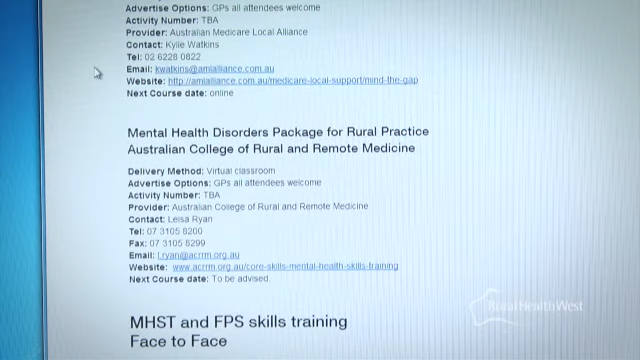 Advertise Options: GPs all attendees welcome
Activity Number: TBA
Provider: Australian Medicare Local Alliance
Contact: Kylie Watkins
Tel: 02 6228 0822
Email: kwatkins@amlalliance.com.au
Website: http://amlalliance.com.au/medicare-local-support/mind-the-gap
Next Course date: online
Mental Health Disorders Package for Rural Practice
Australian College of Rural and Remote Medicine
Delivery Method: Virtual classroom
Advertise Options: GPs all attendees welcome
Activity Number: TBA
Provider: Australian College of Rural and Remote Medicine
Contact: Leisa Ryan
Tel: 07 3105 8200
Fax: 07 3105 8299
Email: l.ryan@acrrm.org.au
Website: www.acrrm.org.au/core-skills-mental-health-skills-training
Next Course date: To be advised.
RuralHealthWest
MHST and FPS skills training
Face to Face